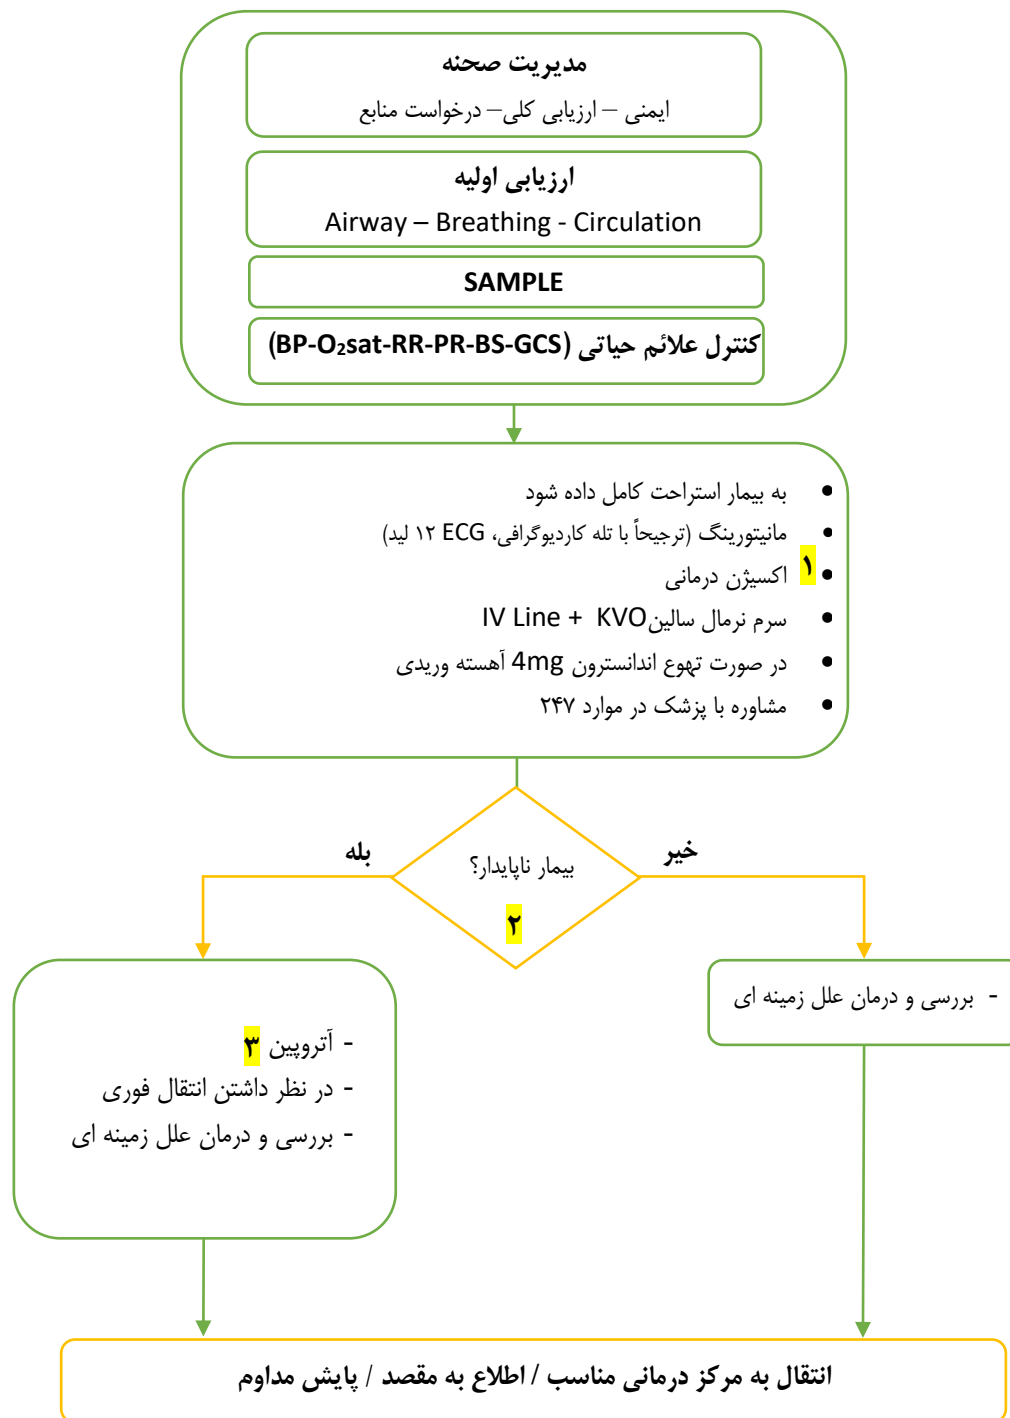 مدیریت صحنه
ایمنی – ارزیابی کلی – درخواست منابع
ارزیابی اولیه
Airway – Breathing - Circulation
SAMPLE
کنترل علائم حیاتی (BP-O₂sat-RR-PR-BS-GCS)
• به بیمار استراحت کامل داده شود
• مانیتورینگ (ترجیحاً با تله کاردیوگرافی، ECG ۱۲ لید)
• ۱ اکسیژن درمانی
• سرم نرمال سالین IV Line + KVO
• در صورت تهوع اندانسترون 4mg آهسته وریدی
• مشاوره با پزشک در موارد ۲۴۷
خیر
بله
بیمار ناپایدار؟
۲
- بررسی و درمان علل زمینه ای
- آتروپین ۳
- در نظر داشتن انتقال فوری
- بررسی و درمان علل زمینه ای
انتقال به مرکز درمانی مناسب / اطلاع به مقصد / پایش مداوم